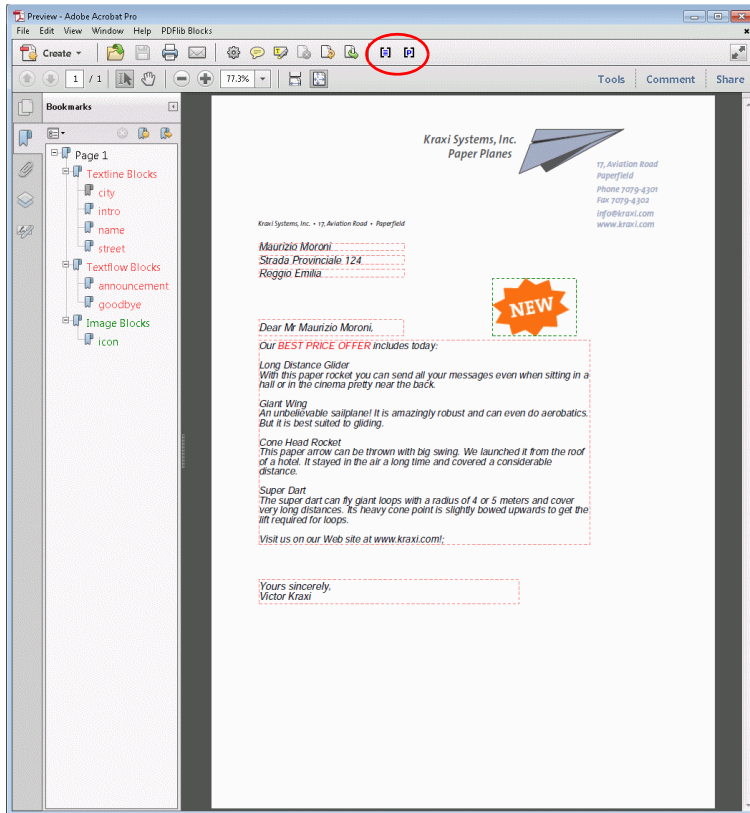 Preview - Adobe Acrobat Pro
File Edit View Window Help PDFlib Blocks
Create
1 / 1
77.3%
Tools Comment Share
Bookmarks
Page 1
Textline Blocks
city
intro
name
street
Textflow Blocks
announcement
goodbye
Image Blocks
icon
Kraxi Systems, Inc.
Paper Planes
17, Aviation Road
Paperfield
Phone 7079-4301
Fax 7079-4302
info@kraxi.com
www.kraxi.com
Kraxi Systems, Inc. • 17, Aviation Road • Paperfield
Maurizio Moroni
Strada Provinciale 124
Reggio Emilia
NEW
Dear Mr Maurizio Moroni,
Our BEST PRICE OFFER includes today:
Long Distance Glider
With this paper rocket you can send all your messages even when sitting in a
hall or in the cinema pretty near the back.
Giant Wing
An unbelievable sailplane! It is amazingly robust and can even do aerobatics.
But it is best suited to gliding.
Cone Head Rocket
This paper arrow can be thrown with big swing. We launched it from the roof
of a hotel. It stayed in the air a long time and covered a considerable
distance.
Super Dart
The super dart can fly giant loops with a radius of 4 or 5 meters and cover
very long distances. Its heavy cone point is slightly bowed upwards to get the
lift required for loops.
Visit us on our Web site at www.kraxi.com!;
Yours sincerely,
Victor Kraxi